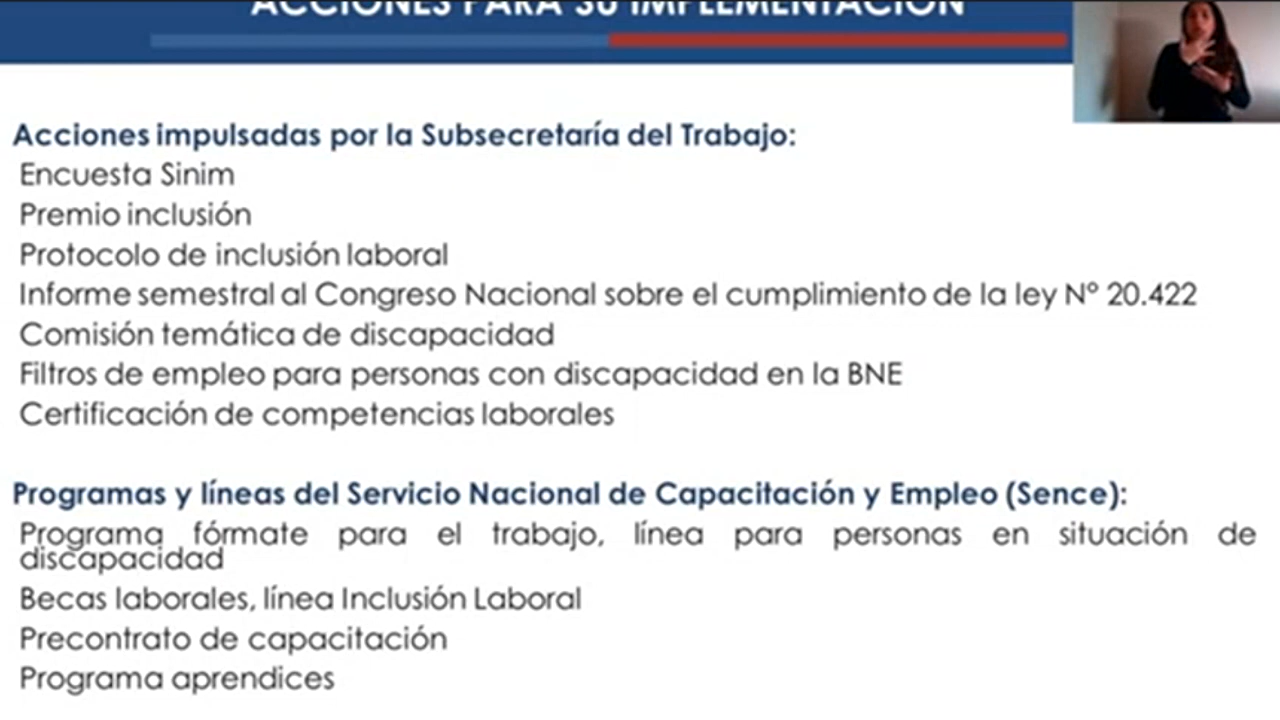 ACCIONES PARA SU IMPLEMENTACIÓN
Acciones impulsadas por la Subsecretaría del Trabajo:
Encuesta Sinim
Premio inclusión
Protocolo de inclusión laboral
Informe semestral al Congreso Nacional sobre el cumplimiento de la ley N° 20.422
Comisión temática de discapacidad
Filtros de empleo para personas con discapacidad en la BNE
Certificación de competencias laborales
Programas y líneas del Servicio Nacional de Capacitación y Empleo (Sence):
Programa fórmate para el trabajo, línea para personas en situación de
discapacidad
Becas laborales, línea Inclusión Laboral
Precontrato de capacitación
Programa aprendices